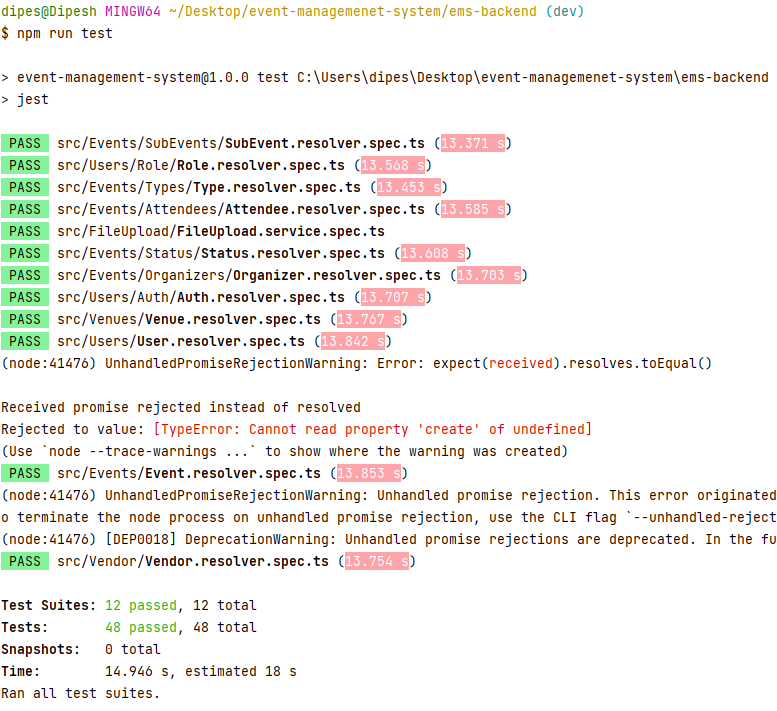 dipes@Dipesh MINGW64 ~/Desktop/event-managemenet-system/ems-backend (dev)
$ npm run test
> event-management-system@1.0.0 test C:\Users\dipes\Desktop\event-managemenet-system\ems-backend
> jest
PASS src/Events/SubEvents/SubEvent.resolver.spec.ts (13.371 s)
PASS src/Users/Role/Role.resolver.spec.ts (13.568 s)
PASS src/Events/Types/Type.resolver.spec.ts (13.453 s)
PASS src/Events/Attendees/Attendee.resolver.spec.ts (13.585 s)
PASS src/FileUpload/FileUpload.service.spec.ts
PASS src/Events/Status/Status.resolver.spec.ts (13.608 s)
PASS src/Events/Organizers/Organizer.resolver.spec.ts (13.703 s)
PASS src/Users/Auth/Auth.resolver.spec.ts (13.707 s)
PASS src/Venues/Venue.resolver.spec.ts (13.767 s)
PASS src/Users/User.resolver.spec.ts (13.842 s)
(node:41476) UnhandledPromiseRejectionWarning: Error: expect(received).resolves.toEqual()
Received promise rejected instead of resolved
Rejected to value: [TypeError: Cannot read property 'create' of undefined]
(Use `node --trace-warnings ...` to show where the warning was created)
PASS src/Events/Event.resolver.spec.ts (13.853 s)
(node:41476) UnhandledPromiseRejectionWarning: Unhandled promise rejection. This error originated
o terminate the node process on unhandled promise rejection, use the CLI flag `--unhandled-reject
(node:41476) [DEP0018] DeprecationWarning: Unhandled promise rejections are deprecated. In the fu
PASS src/Vendor/Vendor.resolver.spec.ts (13.754 s)
Test Suites: 12 passed, 12 total
Tests: 48 passed, 48 total
Snapshots: 0 total
Time: 14.946 s, estimated 18 s
Ran all test suites.